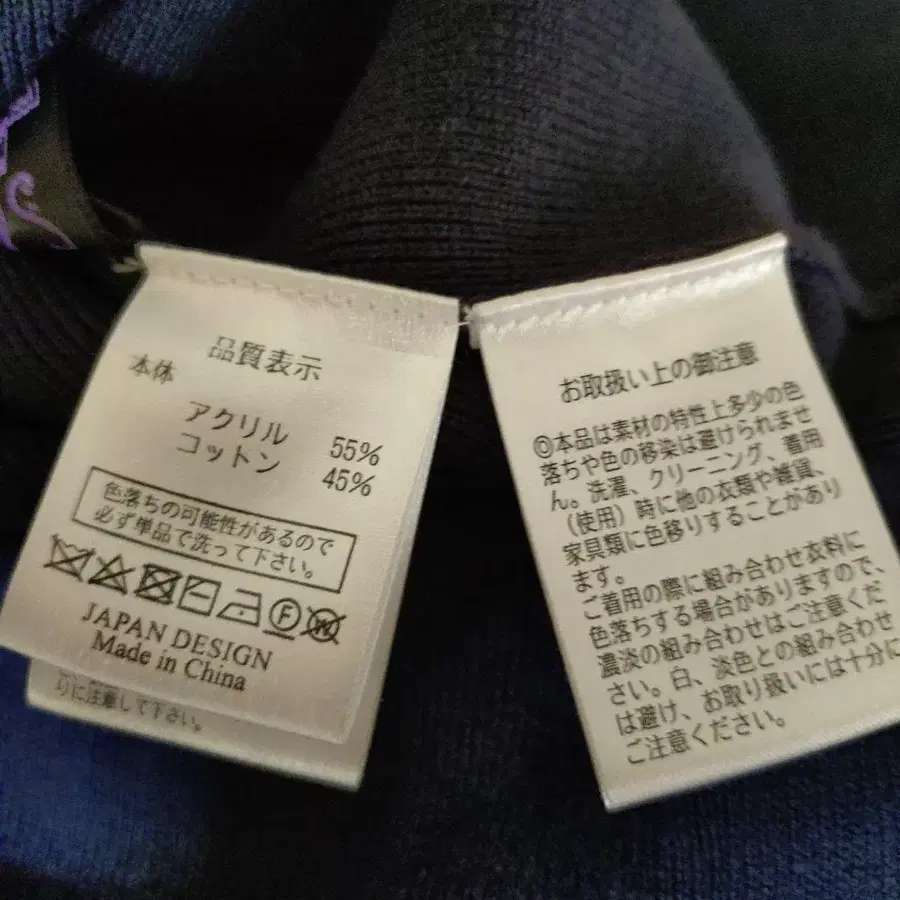 品質表示
本体
アクリル 55%
コットン 45%
色落ちの可能性があるので
必ず単品で洗って下さい。
JAPAN DESIGN
Made in China
りに注意して下さい。
お取扱い上の御注意
◎本品は素材の特性上多少の色
落ちや色の移染は避けられませ
ん。洗濯、クリーニング、着用
(使用)時に他の衣類や雑貨、
家具類に色移りすることがあり
ます。
ご着用の際に組み合わせ衣料に
色落ちする場合がありますので、
濃淡の組み合わせはご注意くだ
さい。白、淡色との組み合わせ
は避け、お取り扱いには十分に
ご注意ください。